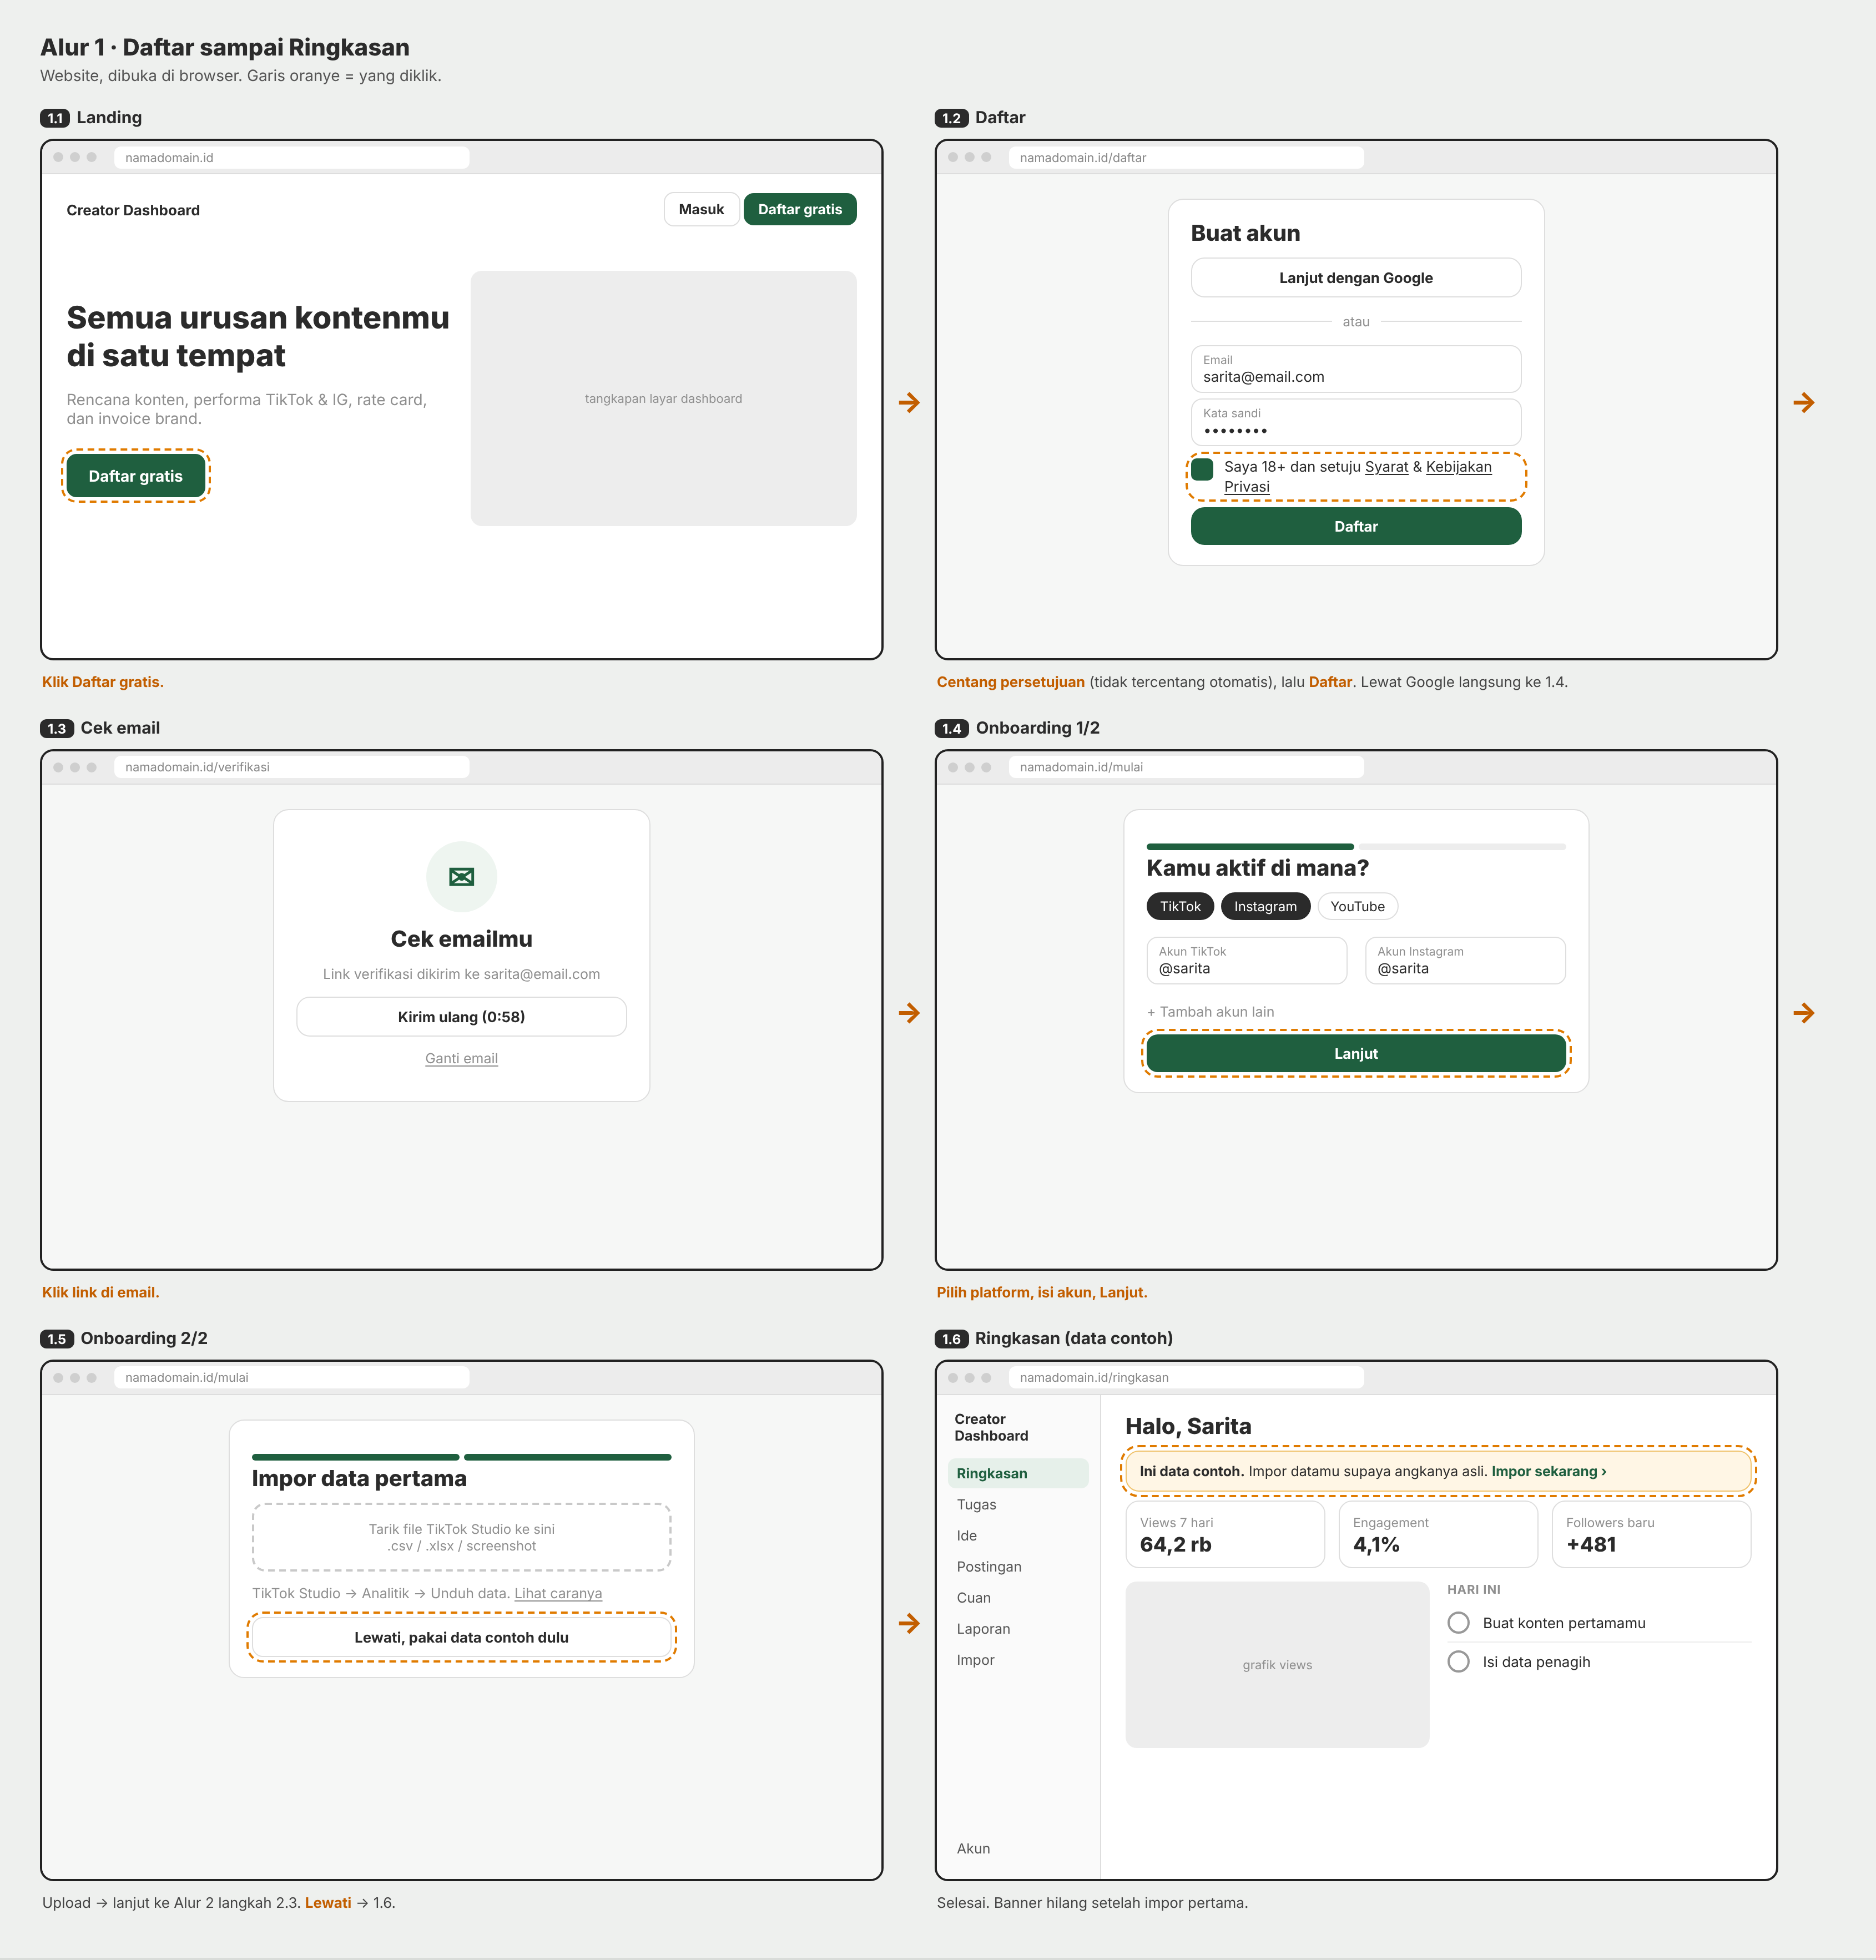 Alur 1 · Daftar sampai Ringkasan
Website, dibuka di browser. Garis oranye = yang diklik.
1.1 Landing
namadomain.id
Creator Dashboard
Masuk
Daftar gratis
Semua urusan kontenmu
di satu tempat
Rencana konten, performa TikTok & IG, rate card,
dan invoice brand.
Daftar gratis
tangkapan layar dashboard
→
Klik Daftar gratis.
1.2 Daftar
namadomain.id/daftar
Buat akun
Lanjut dengan Google
atau
Email
sarita@email.com
Kata sandi
••••••••
Saya 18+ dan setuju Syarat & Kebijakan
Privasi
Daftar
→
Centang persetujuan (tidak tercentang otomatis), lalu Daftar. Lewat Google langsung ke 1.4.
1.3 Cek email
namadomain.id/verifikasi
✉
Cek emailmu
Link verifikasi dikirim ke sarita@email.com
Kirim ulang (0:58)
Ganti email
→
Klik link di email.
1.4 Onboarding 1/2
namadomain.id/mulai
Kamu aktif di mana?
TikTok
Instagram
YouTube
Akun TikTok
@sarita
Akun Instagram
@sarita
+ Tambah akun lain
Lanjut
→
Pilih platform, isi akun, Lanjut.
1.5 Onboarding 2/2
namadomain.id/mulai
Impor data pertama
Tarik file TikTok Studio ke sini
.csv / .xlsx / screenshot
TikTok Studio → Analitik → Unduh data. Lihat caranya
Lewati, pakai data contoh dulu
→
Upload → lanjut ke Alur 2 langkah 2.3. Lewati → 1.6.
1.6 Ringkasan (data contoh)
namadomain.id/ringkasan
Creator
Dashboard
Ringkasan
Tugas
Ide
Postingan
Cuan
Laporan
Impor
Akun
Halo, Sarita
Ini data contoh. Impor datamu supaya angkanya asli. Impor sekarang ›
Views 7 hari
64,2 rb
Engagement
4,1%
Followers baru
+481
grafik views
HARI INI
Buat konten pertamamu
Isi data penagih
Selesai. Banner hilang setelah impor pertama.